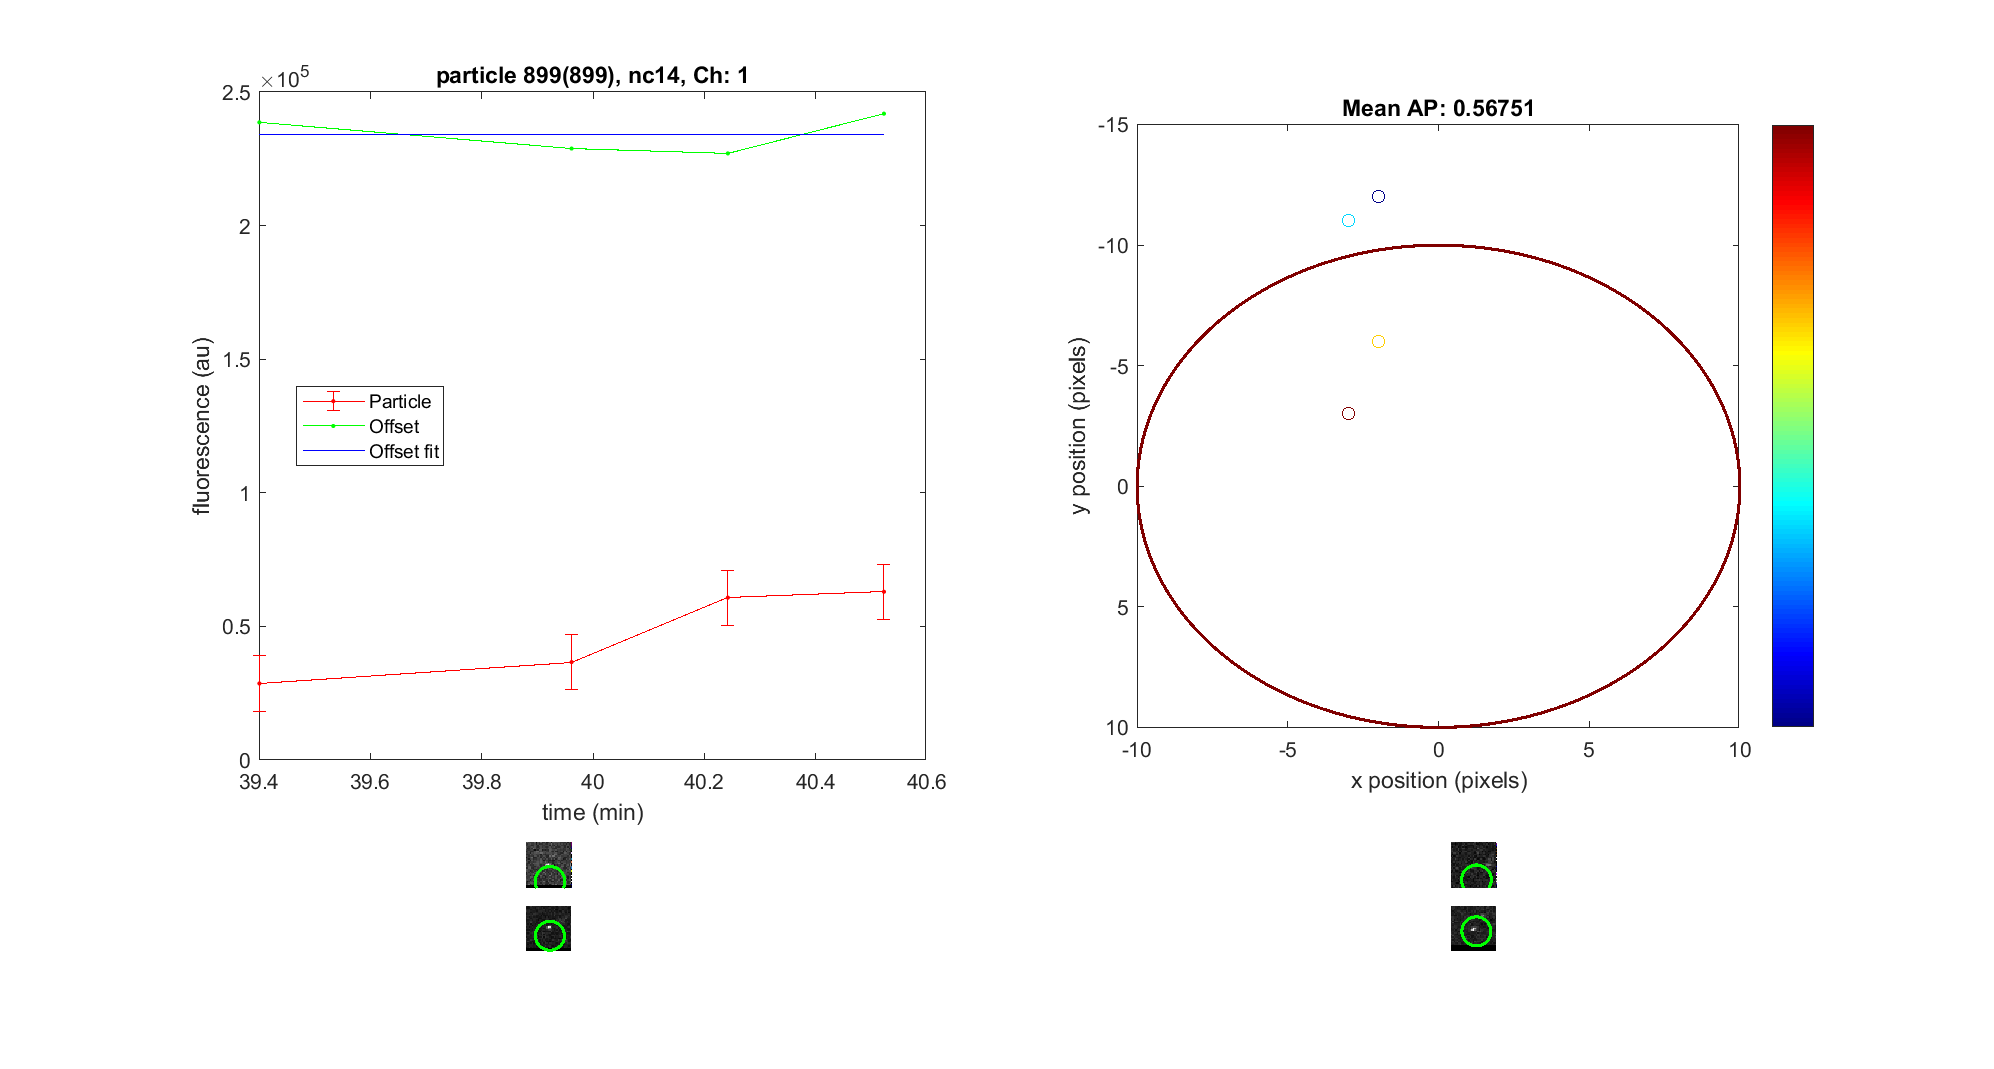 particle 899(899), nc14, Ch: 1
×10^5
2.5
2
1.5
1
0.5
0
fluorescence (au)
Particle
Offset
Offset fit
39.4 39.6 39.8 40 40.2 40.4 40.6
time (min)
Mean AP: 0.56751
-15
-10
-5
0
5
10
y position (pixels)
-10 -5 0 5 10
x position (pixels)